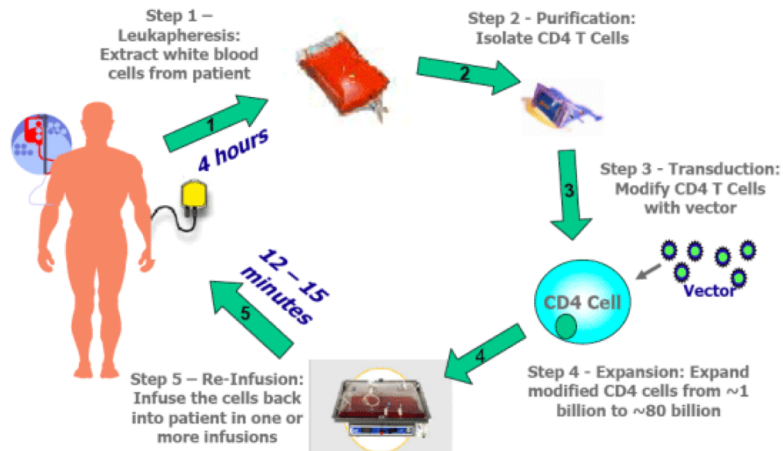 Step 1 –
Leukapheresis:
Extract white blood
cells from patient
1
4 hours
2
Step 2 - Purification:
Isolate CD4 T Cells
3
Step 3 - Transduction:
Modify CD4 T Cells
with vector
Vector
CD4 Cell
4
Step 4 - Expansion: Expand
modified CD4 cells from ~1
billion to ~80 billion
5
12 – 15
minutes
Step 5 – Re-Infusion:
Infuse the cells back
into patient in one or
more infusions